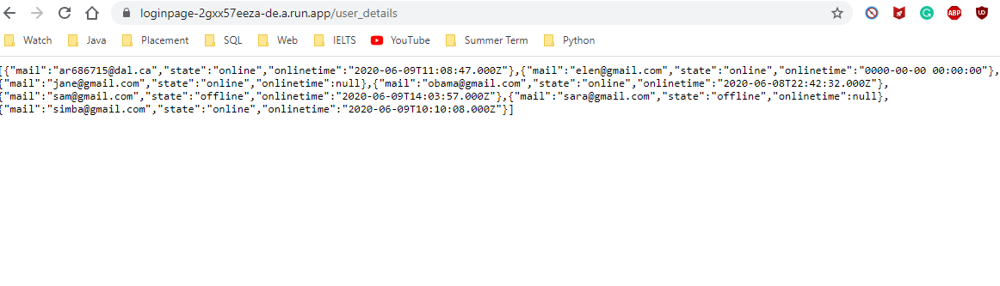 loginpage-2gxx57eeza-de.a.run.app/user_details
Watch Java Placement SQL Web IELTS YouTube Summer Term Python
[{"mail":"ar686715@dal.ca","state":"online","onlinetime":"2020-06-09T11:08:47.000Z"},{"mail":"elen@gmail.com","state":"online","onlinetime":"0000-00-00 00:00:00"},
{"mail":"jane@gmail.com","state":"online","onlinetime":null},{"mail":"obama@gmail.com","state":"online","onlinetime":"2020-06-08T22:42:32.000Z"},
{"mail":"sam@gmail.com","state":"offline","onlinetime":"2020-06-09T14:03:57.000Z"},{"mail":"sara@gmail.com","state":"offline","onlinetime":null},
{"mail":"simba@gmail.com","state":"online","onlinetime":"2020-06-09T10:10:08.000Z"}]